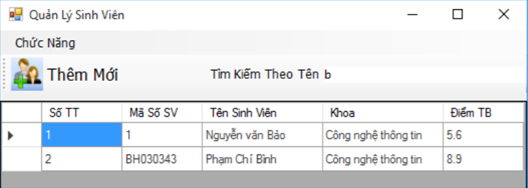 Quản Lý Sinh Viên
Chức Năng
Thêm Mới Tìm Kiếm Theo Tên b
Số TT Mã Số SV Tên Sinh Viên Khoa Điểm TB
1 1 Nguyễn văn Bảo Công nghệ thông tin 5.6
2 BH030343 Phạm Chí Bình Công nghệ thông tin 8.9